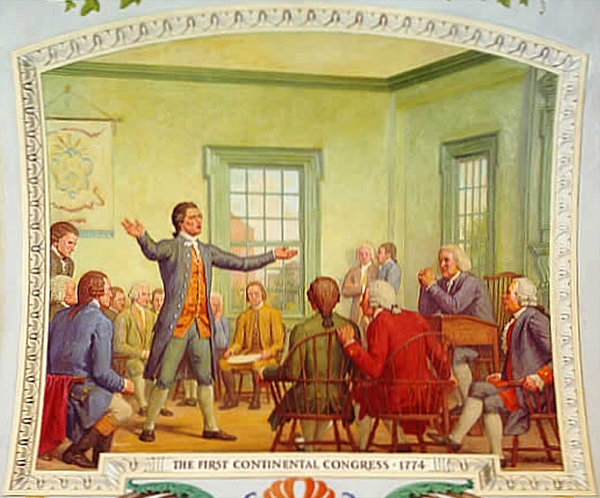 THE FIRST CONTINENTAL CONGRESS · 1774